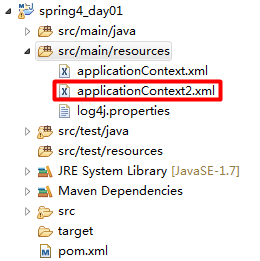 spring4_day01
src/main/java
src/main/resources
applicationContext.xml
applicationContext2.xml
log4j.properties
src/test/java
src/test/resources
JRE System Library [JavaSE-1.7]
Maven Dependencies
src
target
pom.xml